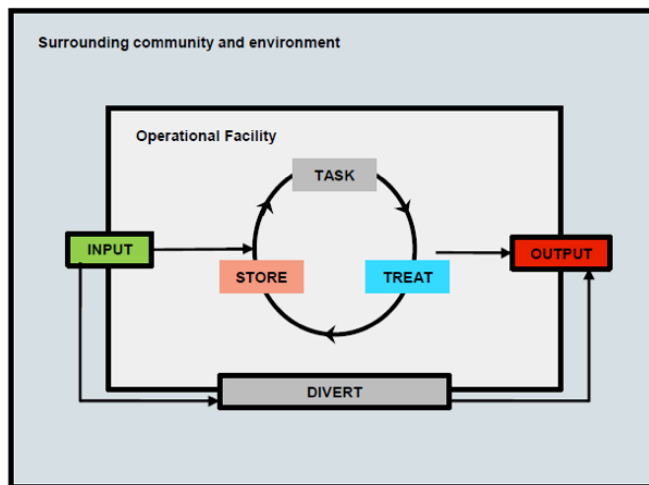 Surrounding community and environment
Operational Facility
TASK
INPUT
STORE
TREAT
OUTPUT
DIVERT